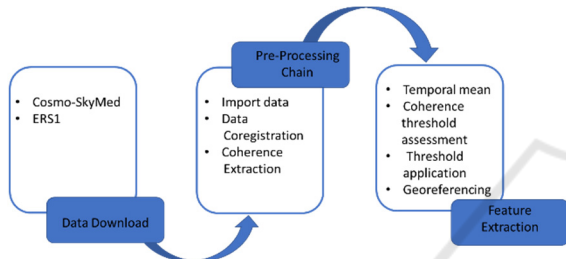 • Cosmo-SkyMed
• ERS1
Data Download
Pre-Processing
Chain
• Import data
• Data
Coregistration
• Coherence
Extraction
• Temporal mean
• Coherence
threshold
assessment
• Threshold
application
• Georeferencing
Feature
Extraction